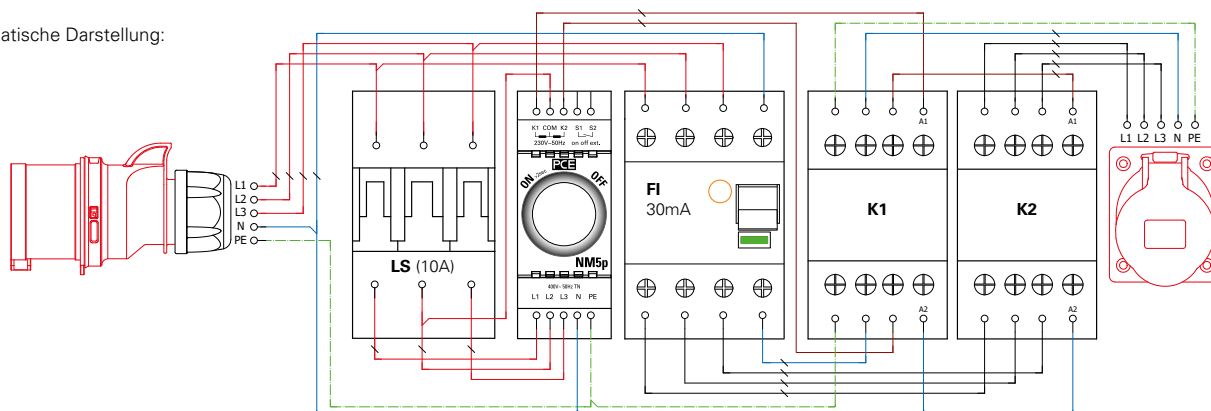 atische Darstellung:
K1 COM K2 S1 S2
230V~50Hz on off ext.
PCE
ON >2sec OFF
NM5p
400V~ 50Hz TN
L1 L2 L3 N PE
L1
L2
L3
N
PE
LS (10A)
FI
30mA
A1
K1
A2
A1
K2
A2
L1 L2 L3 N PE